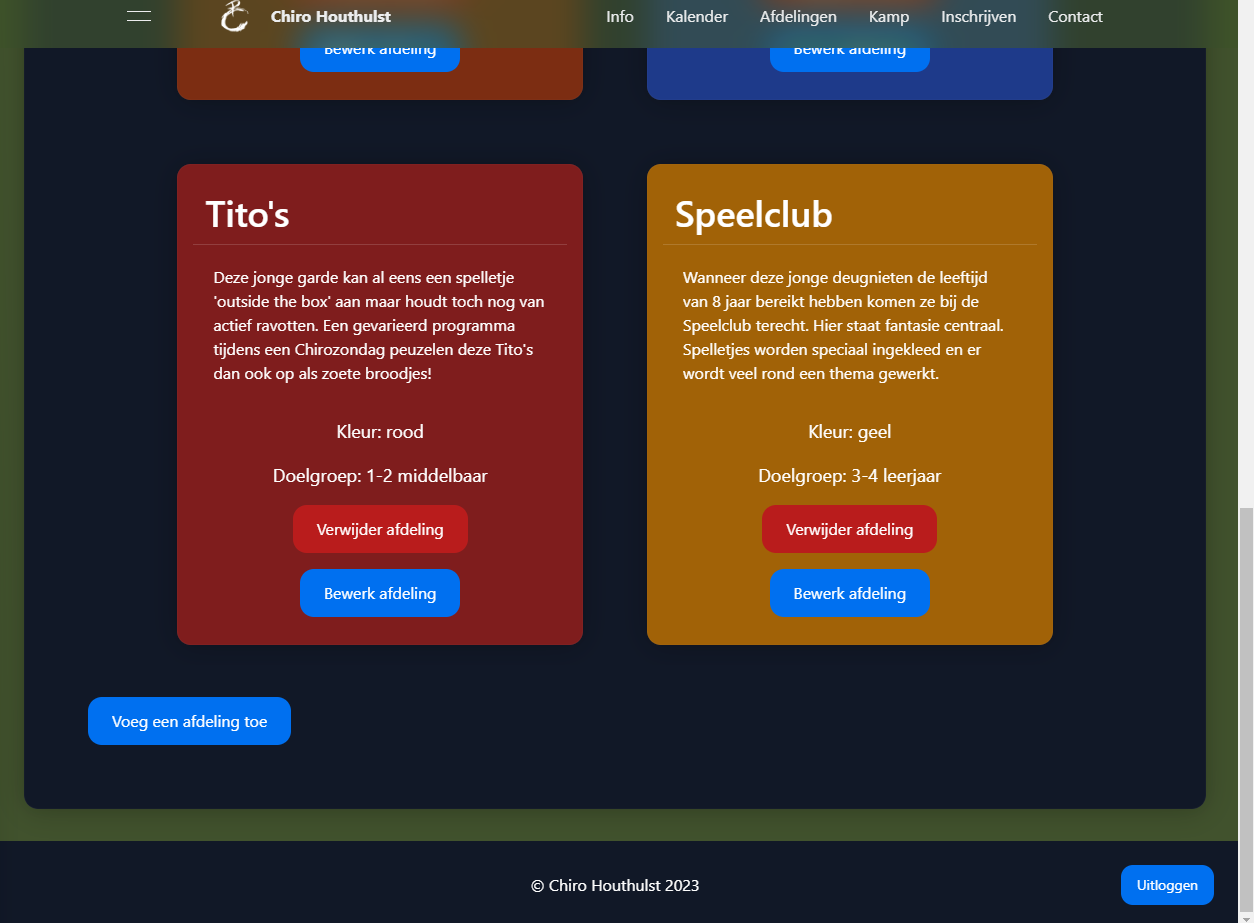 Chiro Houthulst
Info
Kalender
Afdelingen
Kamp
Inschrijven
Contact
Bewerk afdeling
Bewerk afdeling
Tito's
Deze jonge garde kan al eens een spelletje
'outside the box' aan maar houdt toch nog van
actief ravotten. Een gevarieerd programma
tijdens een Chirozondag peuzelen deze Tito's
dan ook op als zoete broodjes!
Kleur: rood
Doelgroep: 1-2 middelbaar
Verwijder afdeling
Bewerk afdeling
Speelclub
Wanneer deze jonge deugnieten de leeftijd
van 8 jaar bereikt hebben komen ze bij de
Speelclub terecht. Hier staat fantasie centraal.
Spelletjes worden speciaal ingekleed en er
wordt veel rond een thema gewerkt.
Kleur: geel
Doelgroep: 3-4 leerjaar
Verwijder afdeling
Bewerk afdeling
Voeg een afdeling toe
© Chiro Houthulst 2023
Uitloggen